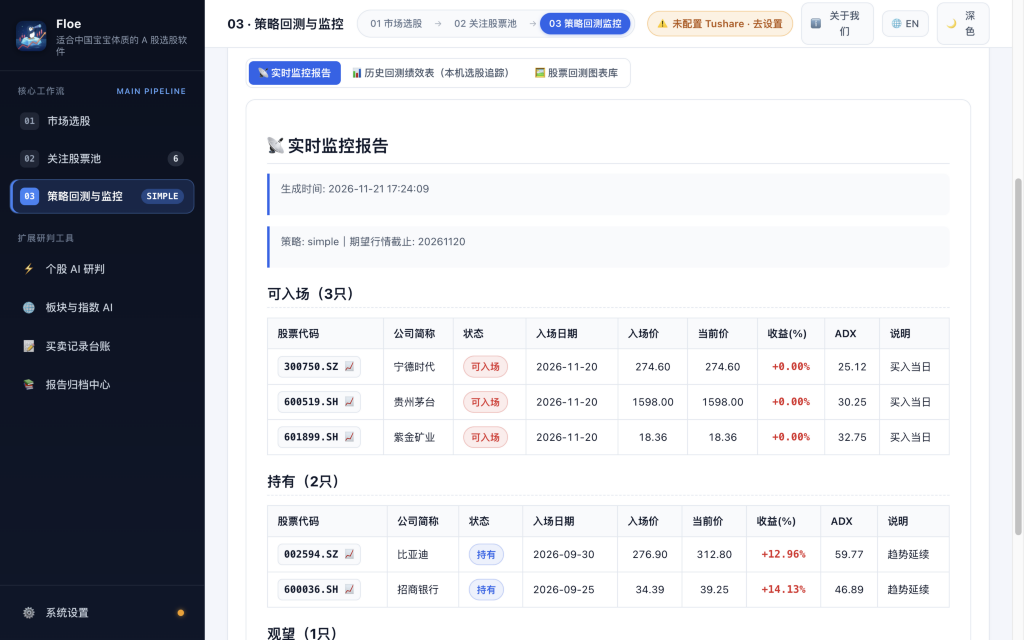 Floe
适合中国宝宝体质的 A 股选股软件
核心工作流 MAIN PIPELINE
01 市场选股
02 关注股票池 6
03 策略回测与监控 SIMPLE
扩展研判工具
个股 AI 研判
板块与指数 AI
买卖记录台账
报告归档中心
系统设置
03 · 策略回测与监控
01 市场选股 → 02 关注股票池 → 03 策略回测监控
未配置 Tushare · 去设置
关于我们
EN
深色
实时监控报告
历史回测绩效表（本机选股追踪）
股票回测图表库
实时监控报告
生成时间: 2026-11-21 17:24:09
策略: simple | 期望行情截止: 20261120
可入场（3只）
股票代码 公司简称 状态 入场日期 入场价 当前价 收益(%) ADX 说明
300750.SZ 宁德时代 可入场 2026-11-20 274.60 274.60 +0.00% 25.12 买入当日
600519.SH 贵州茅台 可入场 2026-11-20 1598.00 1598.00 +0.00% 30.25 买入当日
601899.SH 紫金矿业 可入场 2026-11-20 18.36 18.36 +0.00% 32.75 买入当日
持有（2只）
股票代码 公司简称 状态 入场日期 入场价 当前价 收益(%) ADX 说明
002594.SZ 比亚迪 持有 2026-09-30 276.90 312.80 +12.96% 59.77 趋势延续
600036.SH 招商银行 持有 2026-09-25 34.39 39.25 +14.13% 46.89 趋势延续
观望（1只）